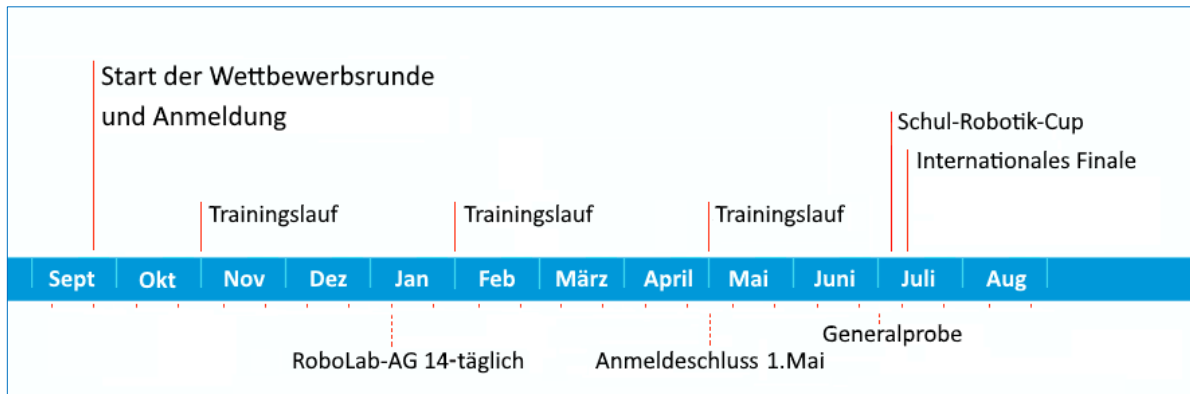 Start der Wettbewerbsrunde
und Anmeldung
Schul-Robotik-Cup
Internationales Finale
Trainingslauf
Trainingslauf
Trainingslauf
Sept
Okt
Nov
Dez
Jan
Feb
März
April
Mai
Juni
Juli
Aug
Generalprobe
RoboLab-AG 14-täglich
Anmeldeschluss 1.Mai